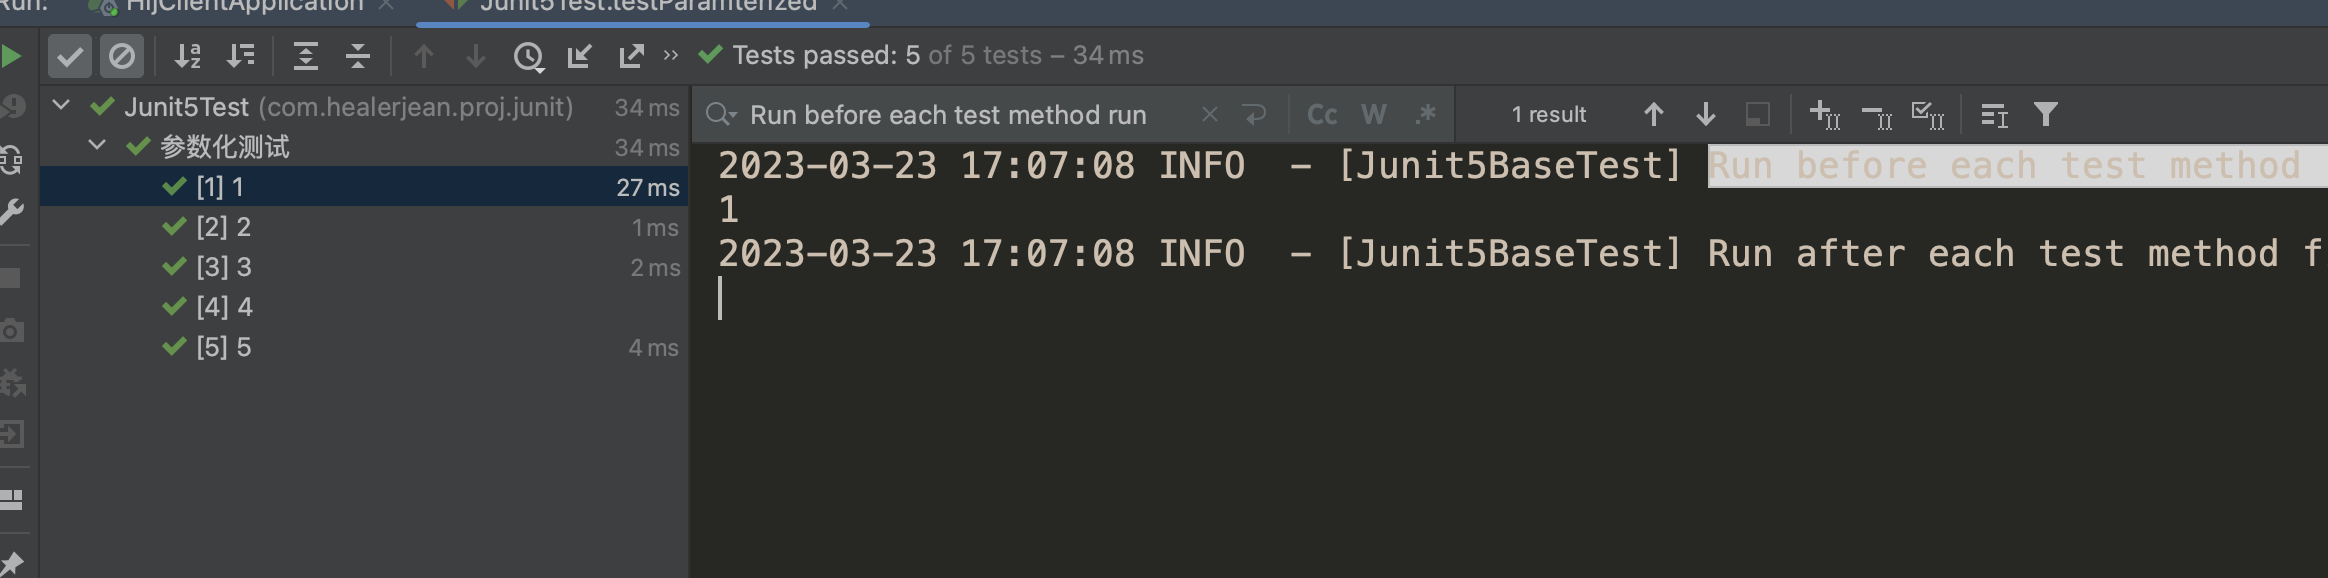 Run: HljClientApplication Junit5Test.testParamterized
Tests passed: 5 of 5 tests – 34 ms
Junit5Test (com.healerjean.proj.junit) 34 ms
参数化测试 34 ms
[1] 1 27 ms
[2] 2 1 ms
[3] 3 2 ms
[4] 4
[5] 5 4 ms
Run before each test method run Cc W .* 1 result
2023-03-23 17:07:08 INFO - [Junit5BaseTest] Run before each test method
1
2023-03-23 17:07:08 INFO - [Junit5BaseTest] Run after each test method f